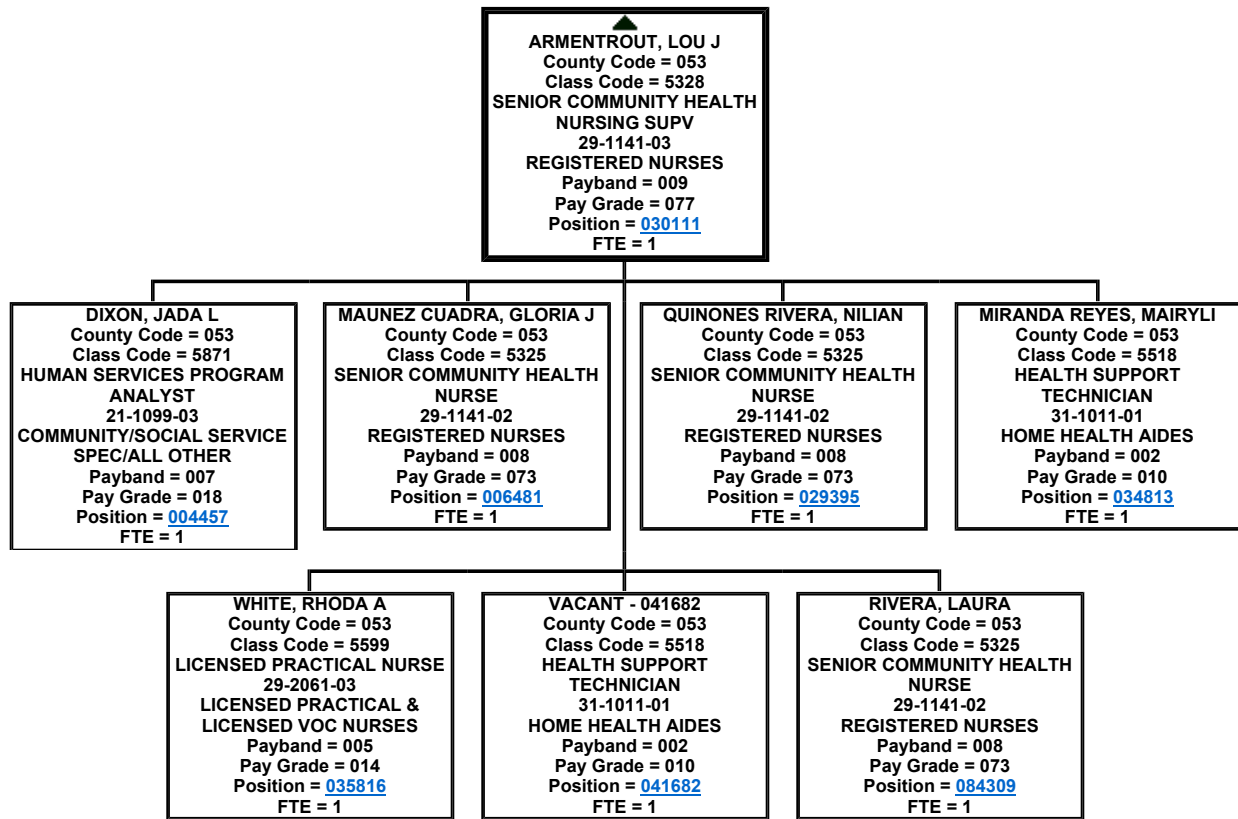 ARMENTROUT, LOU J
County Code = 053
Class Code = 5328
SENIOR COMMUNITY HEALTH
NURSING SUPV
29-1141-03
REGISTERED NURSES
Payband = 009
Pay Grade = 077
Position = 030111
FTE = 1
DIXON, JADA L
County Code = 053
Class Code = 5871
HUMAN SERVICES PROGRAM
ANALYST
21-1099-03
COMMUNITY/SOCIAL SERVICE
SPEC/ALL OTHER
Payband = 007
Pay Grade = 018
Position = 004457
FTE = 1
MAUNEZ CUADRA, GLORIA J
County Code = 053
Class Code = 5325
SENIOR COMMUNITY HEALTH
NURSE
29-1141-02
REGISTERED NURSES
Payband = 008
Pay Grade = 073
Position = 006481
FTE = 1
QUINONES RIVERA, NILIAN
County Code = 053
Class Code = 5325
SENIOR COMMUNITY HEALTH
NURSE
29-1141-02
REGISTERED NURSES
Payband = 008
Pay Grade = 073
Position = 029395
FTE = 1
MIRANDA REYES, MAIRYLI
County Code = 053
Class Code = 5518
HEALTH SUPPORT
TECHNICIAN
31-1011-01
HOME HEALTH AIDES
Payband = 002
Pay Grade = 010
Position = 034813
FTE = 1
WHITE, RHODA A
County Code = 053
Class Code = 5599
LICENSED PRACTICAL NURSE
29-2061-03
LICENSED PRACTICAL &
LICENSED VOC NURSES
Payband = 005
Pay Grade = 014
Position = 035816
FTE = 1
VACANT - 041682
County Code = 053
Class Code = 5518
HEALTH SUPPORT
TECHNICIAN
31-1011-01
HOME HEALTH AIDES
Payband = 002
Pay Grade = 010
Position = 041682
FTE = 1
RIVERA, LAURA
County Code = 053
Class Code = 5325
SENIOR COMMUNITY HEALTH
NURSE
29-1141-02
REGISTERED NURSES
Payband = 008
Pay Grade = 073
Position = 084309
FTE = 1